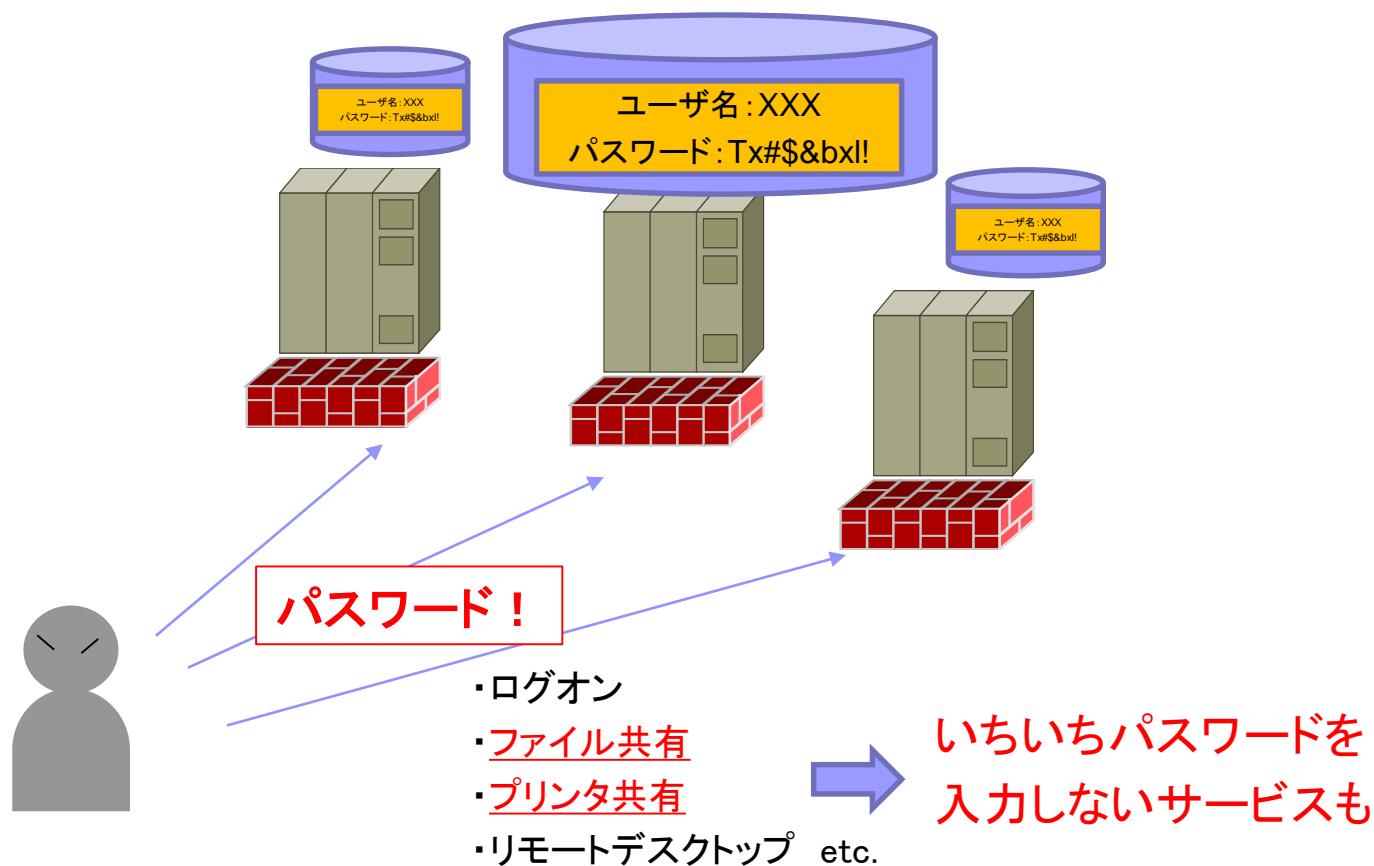 ユーザ名：XXX
パスワード：Tx#$&bxl!
ユーザ名：XXX
パスワード：Tx#$&bxl!
ユーザ名：XXX
パスワード：Tx#$&bxl!
パスワード！
・ログオン
・ファイル共有
・プリンタ共有
・リモートデスクトップ　etc.
いちいちパスワードを
入力しないサービスも